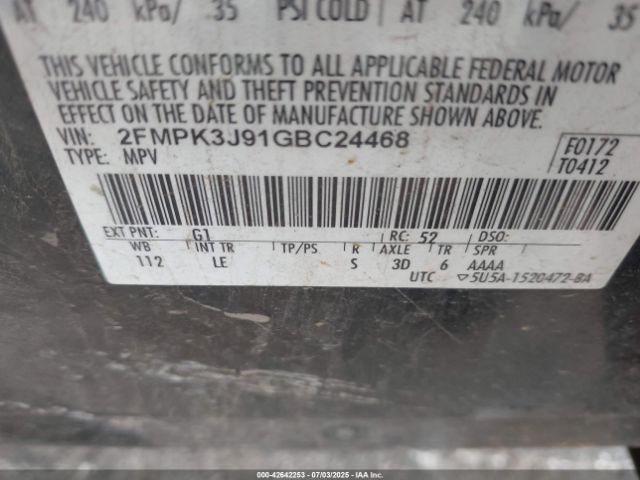 AT 240 kPa/ 35 PSI COLD AT 240 kPa/ 35
THIS VEHICLE CONFORMS TO ALL APPLICABLE FEDERAL MOTOR
VEHICLE SAFETY AND THEFT PREVENTION STANDARDS IN
EFFECT ON THE DATE OF MANUFACTURE SHOWN ABOVE.
VIN: 2FMPK3J91GBC24468
TYPE: MPV
E0172
T0412
EXT PNT: G1 RC: 52 DSO:
WB INT TR TP/PS R AXLE TR SPR
112 LE S 3D 6 AAAA
UTC ▽5U5A-1520472-BA
000-42642253 - 07/03/2025 - IAA Inc.